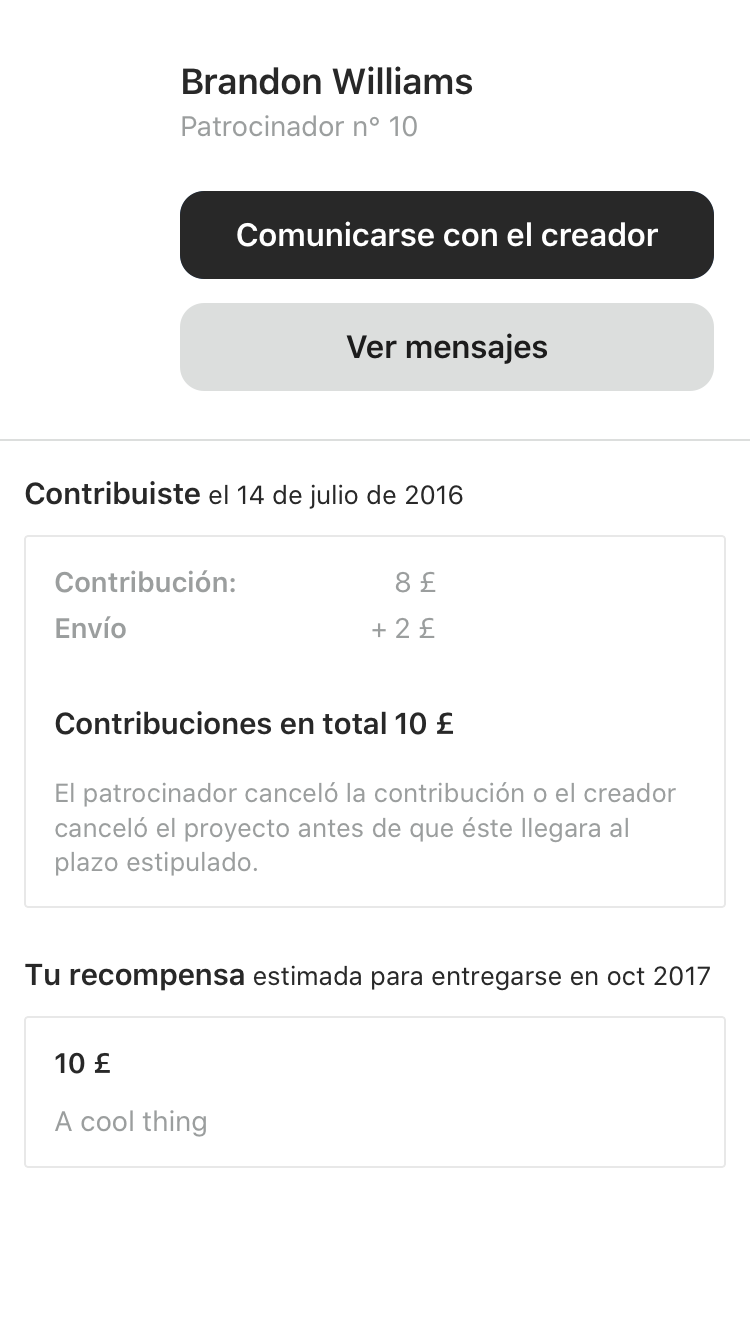 Brandon Williams
Patrocinador n° 10
Comunicarse con el creador
Ver mensajes
Contribuiste el 14 de julio de 2016
Contribución: 8 £
Envío + 2 £
Contribuciones en total 10 £
El patrocinador canceló la contribución o el creador
canceló el proyecto antes de que éste llegara al
plazo estipulado.
Tu recompensa estimada para entregarse en oct 2017
10 £
A cool thing